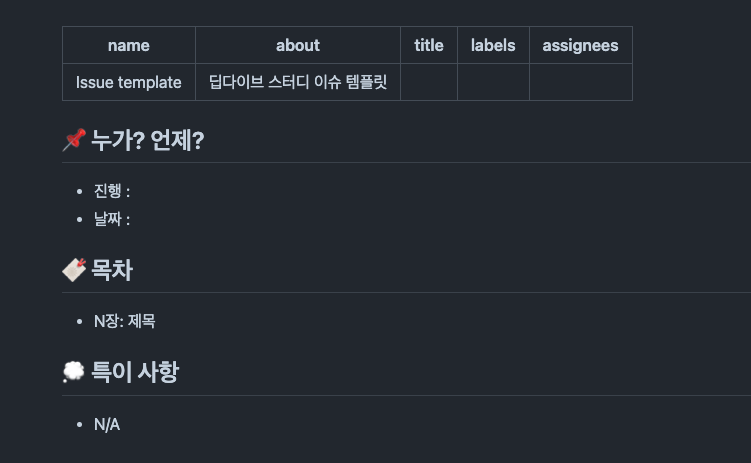 name about title labels assignees
Issue template 딥다이브 스터디 이슈 템플릿
📌 누가? 언제?
• 진행 :
• 날짜 :
🔖 목차
• N장: 제목
💭 특이 사항
• N/A